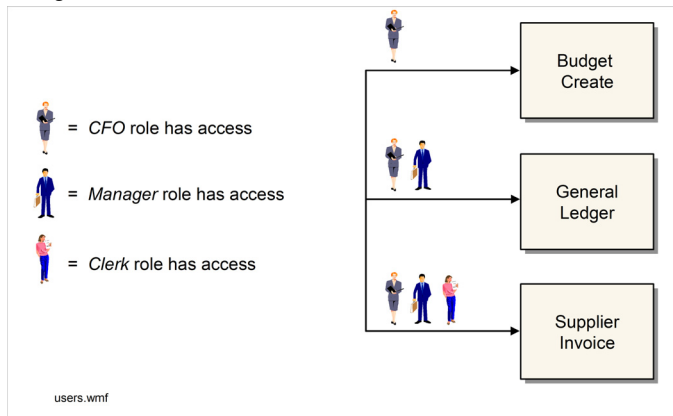 = CFO role has access
= Manager role has access
= Clerk role has access
Budget
Create
General
Ledger
Supplier
Invoice
users.wmf